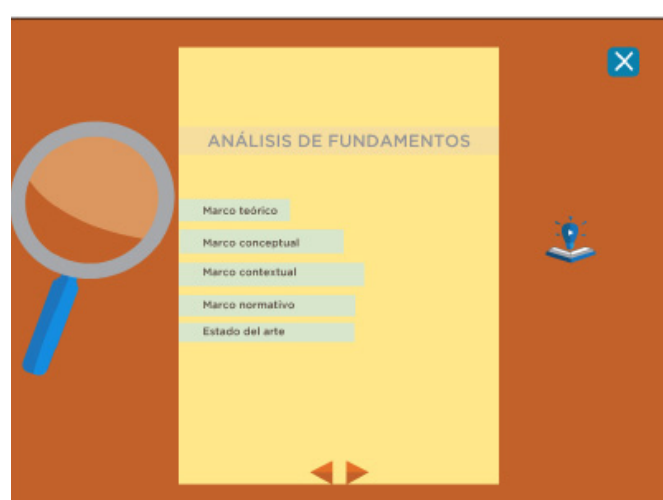 ANÁLISIS DE FUNDAMENTOS
Marco teórico
Marco conceptual
Marco contextual
Marco normativo
Estado del arte